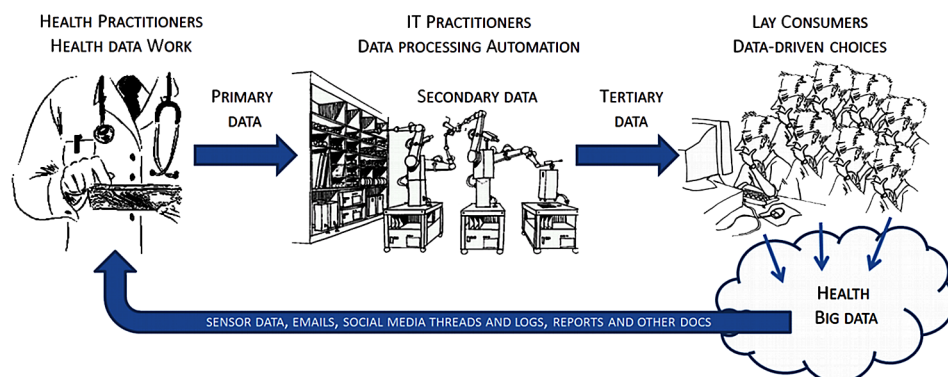 HEALTH PRACTITIONERS
HEALTH DATA WORK
IT PRACTITIONERS
DATA PROCESSING AUTOMATION
LAY CONSUMERS
DATA-DRIVEN CHOICES
PRIMARY
DATA
SECONDARY DATA
TERTIARY
DATA
HEALTH
BIG DATA
SENSOR DATA, EMAILS, SOCIAL MEDIA THREADS AND LOGS, REPORTS AND OTHER DOCS